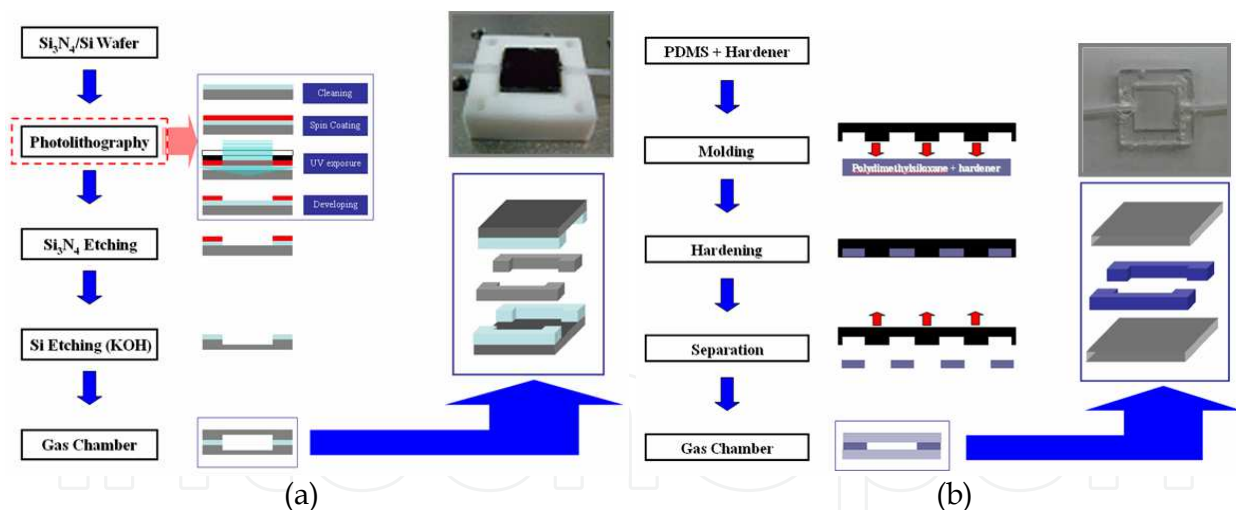 Si₃N₄/Si Wafer
Photolithography
Cleaning
Spin Coating
UV exposure
Developing
Si₃N₄ Etching
Si Etching (KOH)
Gas Chamber
(a)
PDMS + Hardener
Molding
Polydimethylsiloxane + hardener
Hardening
Separation
Gas Chamber
(b)